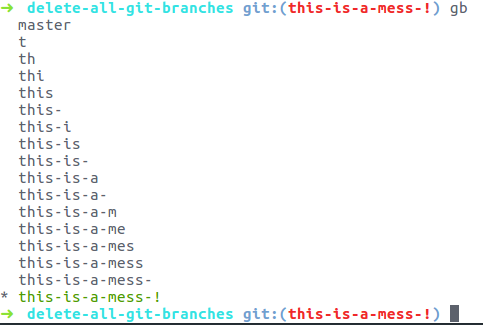 → delete-all-git-branches git:(this-is-a-mess-!) gb
master
t
th
thi
this
this-
this-i
this-is
this-is-
this-is-a
this-is-a-
this-is-a-m
this-is-a-me
this-is-a-mes
this-is-a-mess
this-is-a-mess-
* this-is-a-mess-!
→ delete-all-git-branches git:(this-is-a-mess-!)